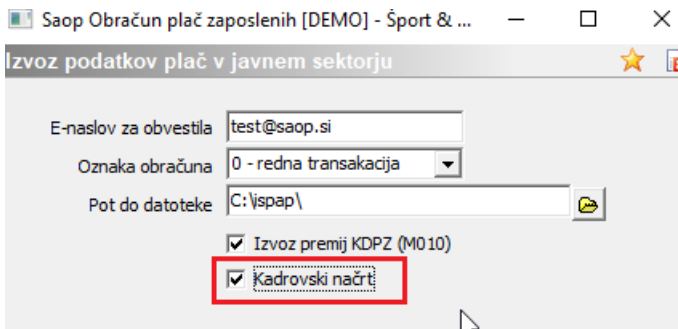 Saop Obračun plač zaposlenih [DEMO] - Šport & ...
Izvoz podatkov plač v javnem sektorju
E-naslov za obvestila test@saop.si
Oznaka obračuna 0 - redna transakacija
Pot do datoteke C:\ispap\
Izvoz premij KDPZ (M010)
Kadrovski načrt